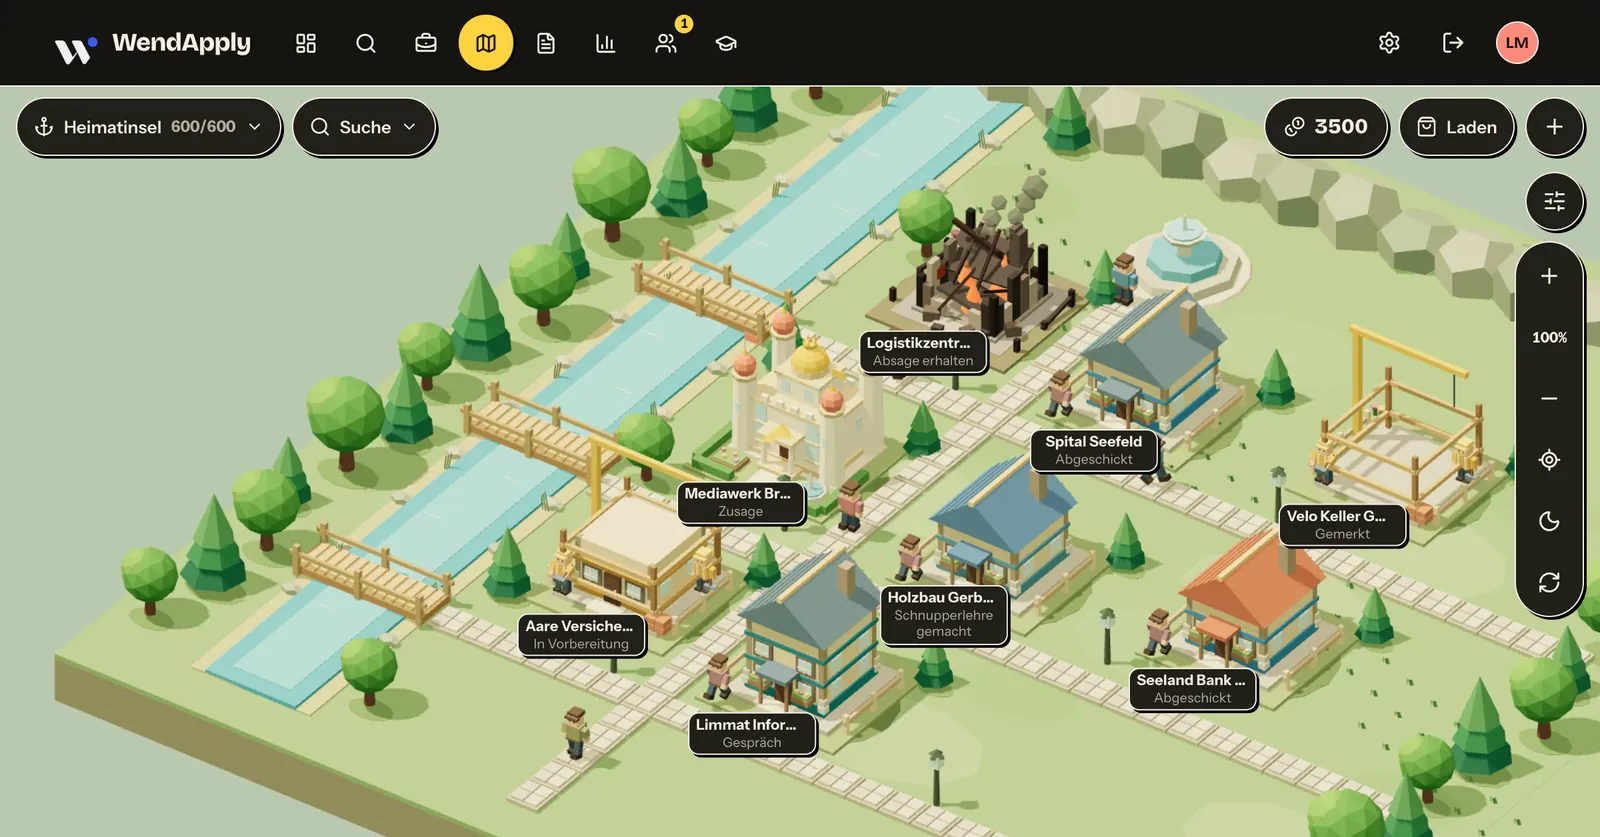 WendApply
1
LM
Heimatinsel 600/600
Suche
3500
Laden
100%
Logistikzentr...
Absage erhalten
Spital Seefeld
Abgeschickt
Mediawerk Br...
Zusage
Velo Keller G...
Gemerkt
Holzbau Gerb...
Schnupperlehre
gemacht
Aare Versiche...
In Vorbereitung
Seeland Bank ...
Abgeschickt
Limmat Infor...
Gespräch